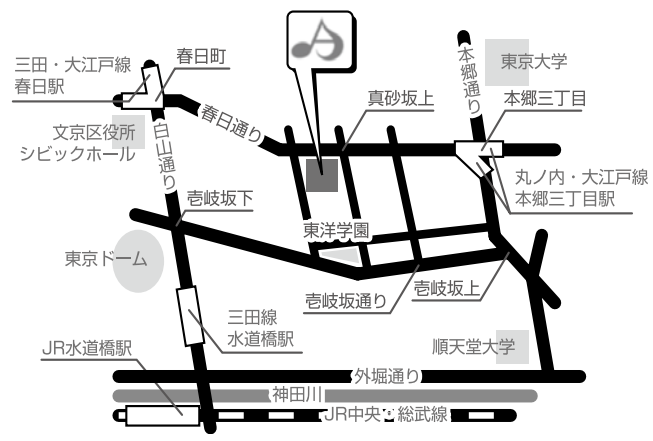 三田・大江戸線
春日駅
春日町
本郷通り
東京大学
真砂坂上
本郷三丁目
春日通り
文京区役所
シビックホール
白山通り
丸ノ内・大江戸線
本郷三丁目駅
壱岐坂下
東洋学園
東京ドーム
壱岐坂通り
壱岐坂上
三田線
水道橋駅
JR水道橋駅
順天堂大学
外堀通り
神田川
JR中央・総武線